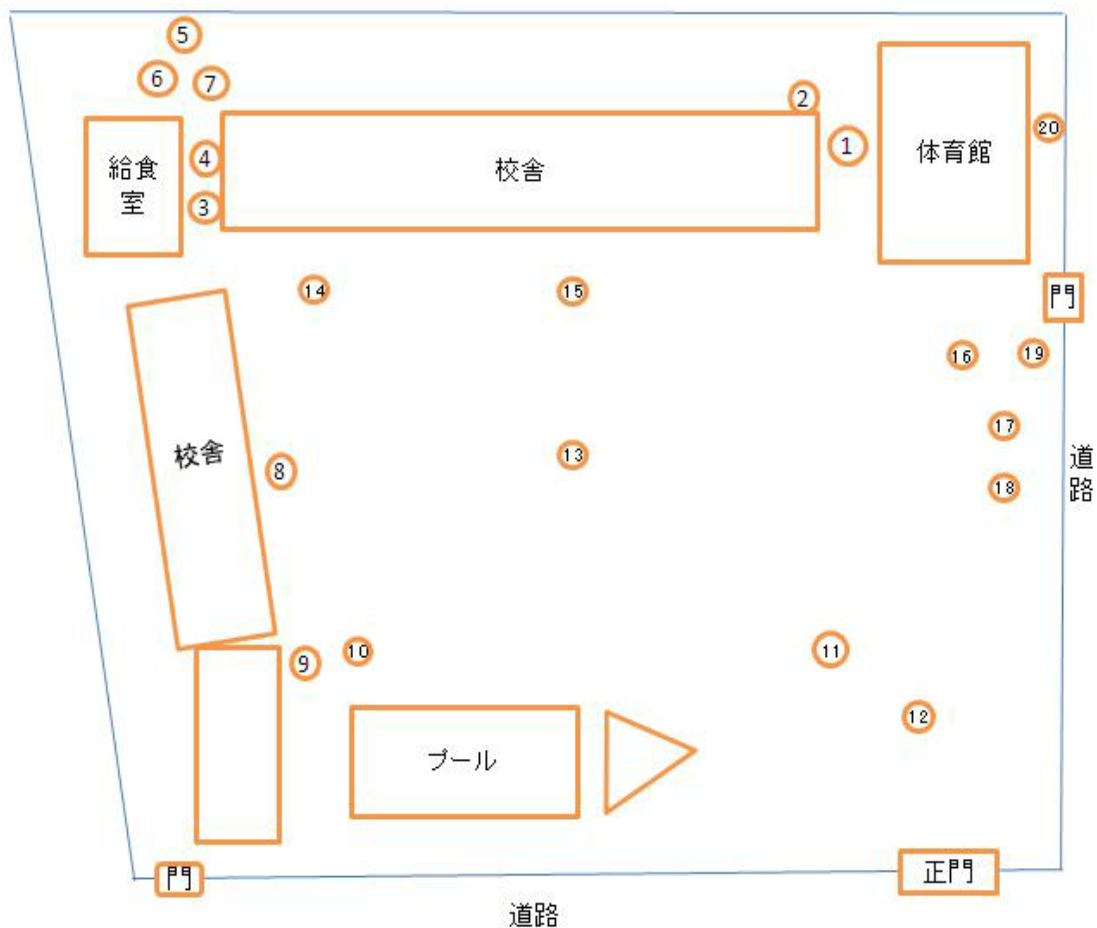 ⑤
⑥
⑦
②
①
⑳
④
③
給食
室
校舎
体育館
門
⑭
⑮
⑯
⑲
⑰
⑱
⑬
校舎
⑧
道
路
⑨
⑩
⑪
⑫
プール
門
正門
道路